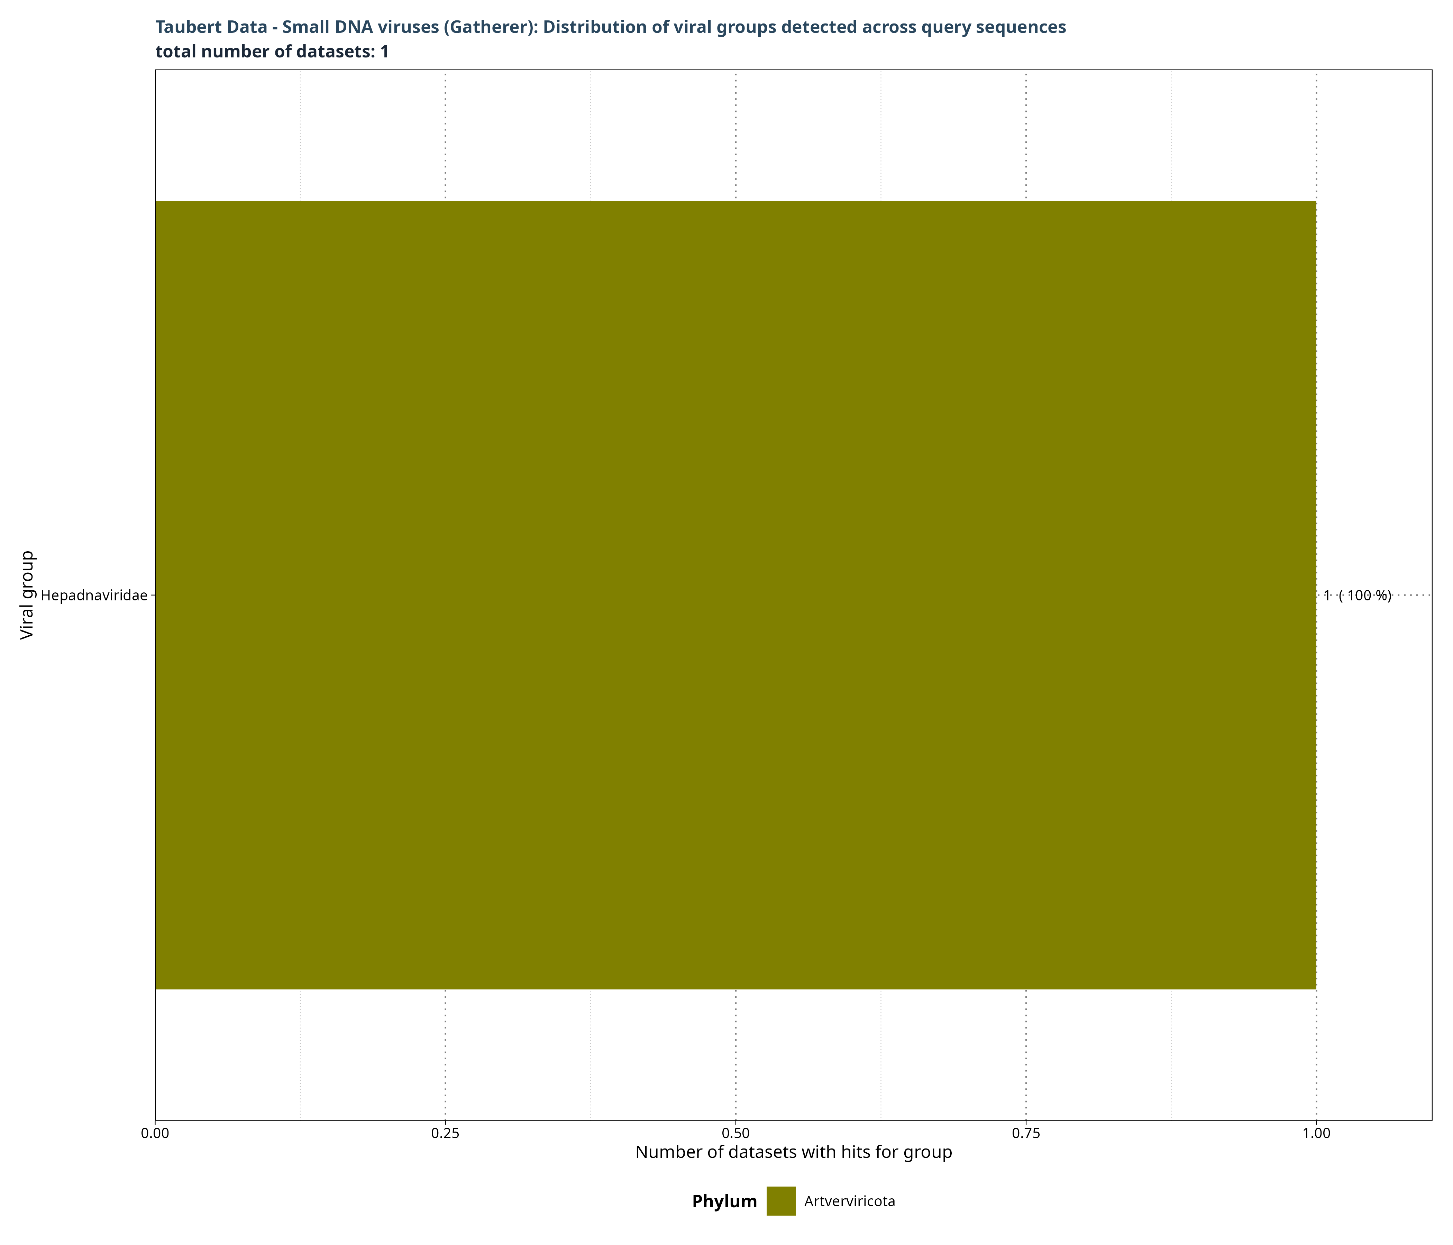 Taubert Data - Small DNA viruses (Gatherer): Distribution of viral groups detected across query sequences
total number of datasets: 1
Viral group
Hepadnaviridae
1 ( 100 %)
0.00 0.25 0.50 0.75 1.00
Number of datasets with hits for group
Phylum Artverviricota